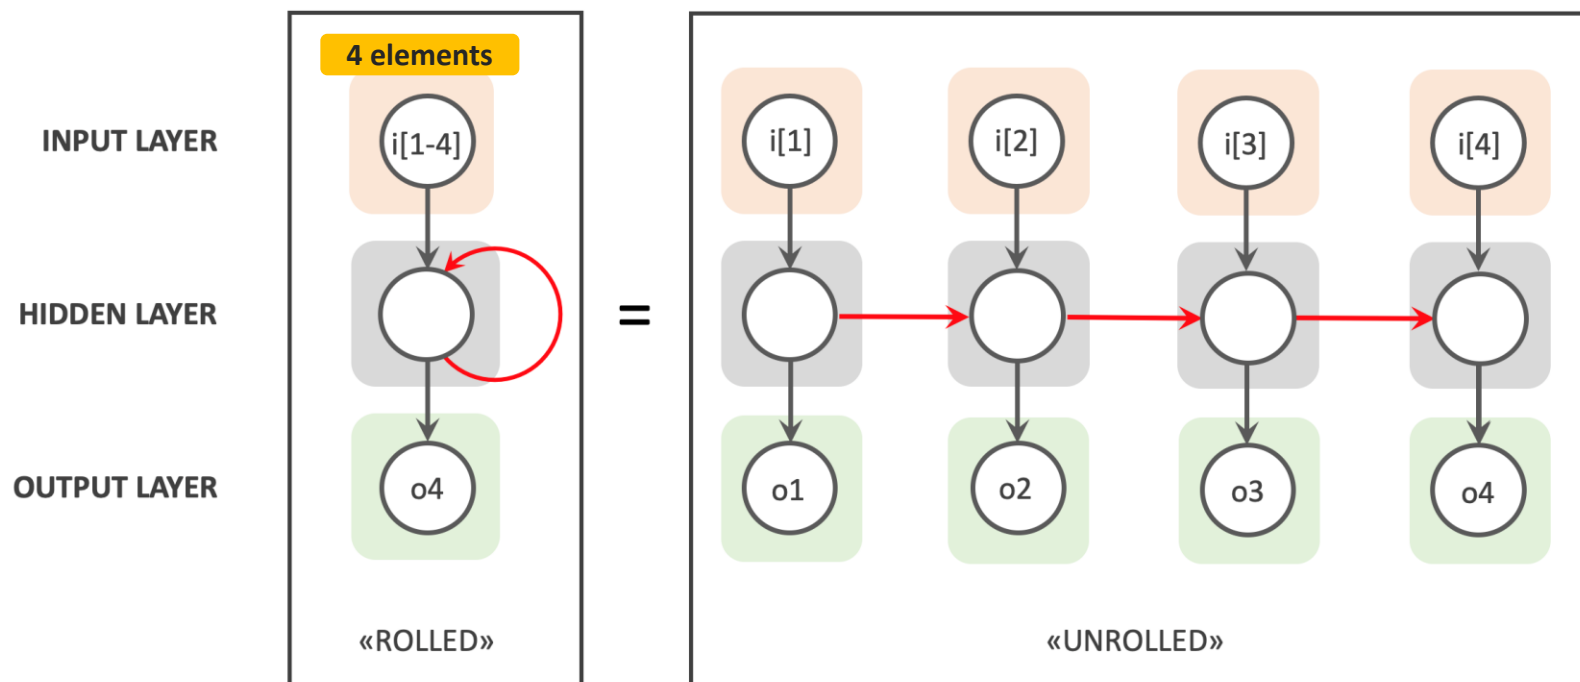 4 elements
INPUT LAYER
i[1-4]
i[1]
i[2]
i[3]
i[4]
HIDDEN LAYER
=
OUTPUT LAYER
o4
o1
o2
o3
o4
«ROLLED»
«UNROLLED»